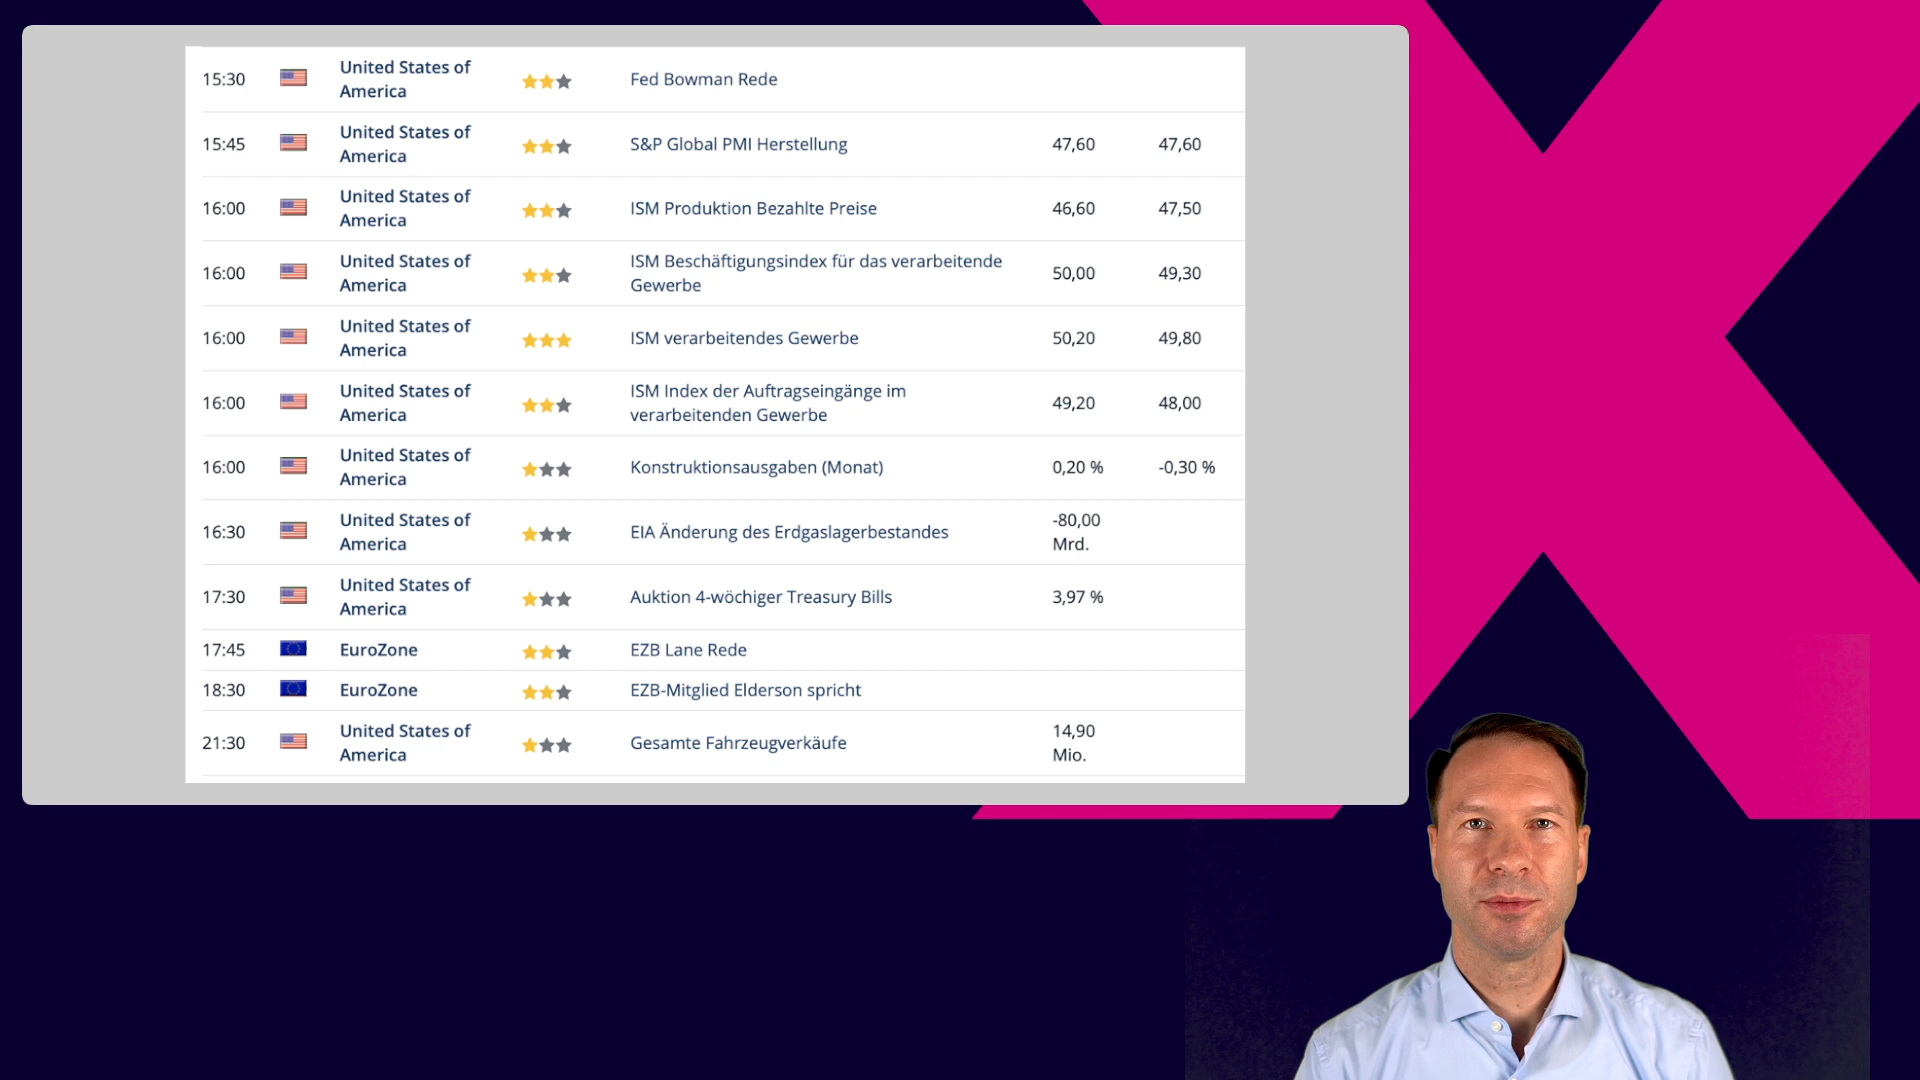 15:30 United States of America Fed Bowman Rede
15:45 United States of America S&P Global PMI Herstellung 47,60 47,60
16:00 United States of America ISM Produktion Bezahlte Preise 46,60 47,50
16:00 United States of America ISM Beschäftigungsindex für das verarbeitende Gewerbe 50,00 49,30
16:00 United States of America ISM verarbeitendes Gewerbe 50,20 49,80
16:00 United States of America ISM Index der Auftragseingänge im verarbeitenden Gewerbe 49,20 48,00
16:00 United States of America Konstruktionsausgaben (Monat) 0,20 % -0,30 %
16:30 United States of America EIA Änderung des Erdgaslagerbestandes -80,00 Mrd.
17:30 United States of America Auktion 4-wöchiger Treasury Bills 3,97 %
17:45 EuroZone EZB Lane Rede
18:30 EuroZone EZB-Mitglied Elderson spricht
21:30 United States of America Gesamte Fahrzeugverkäufe 14,90 Mio.